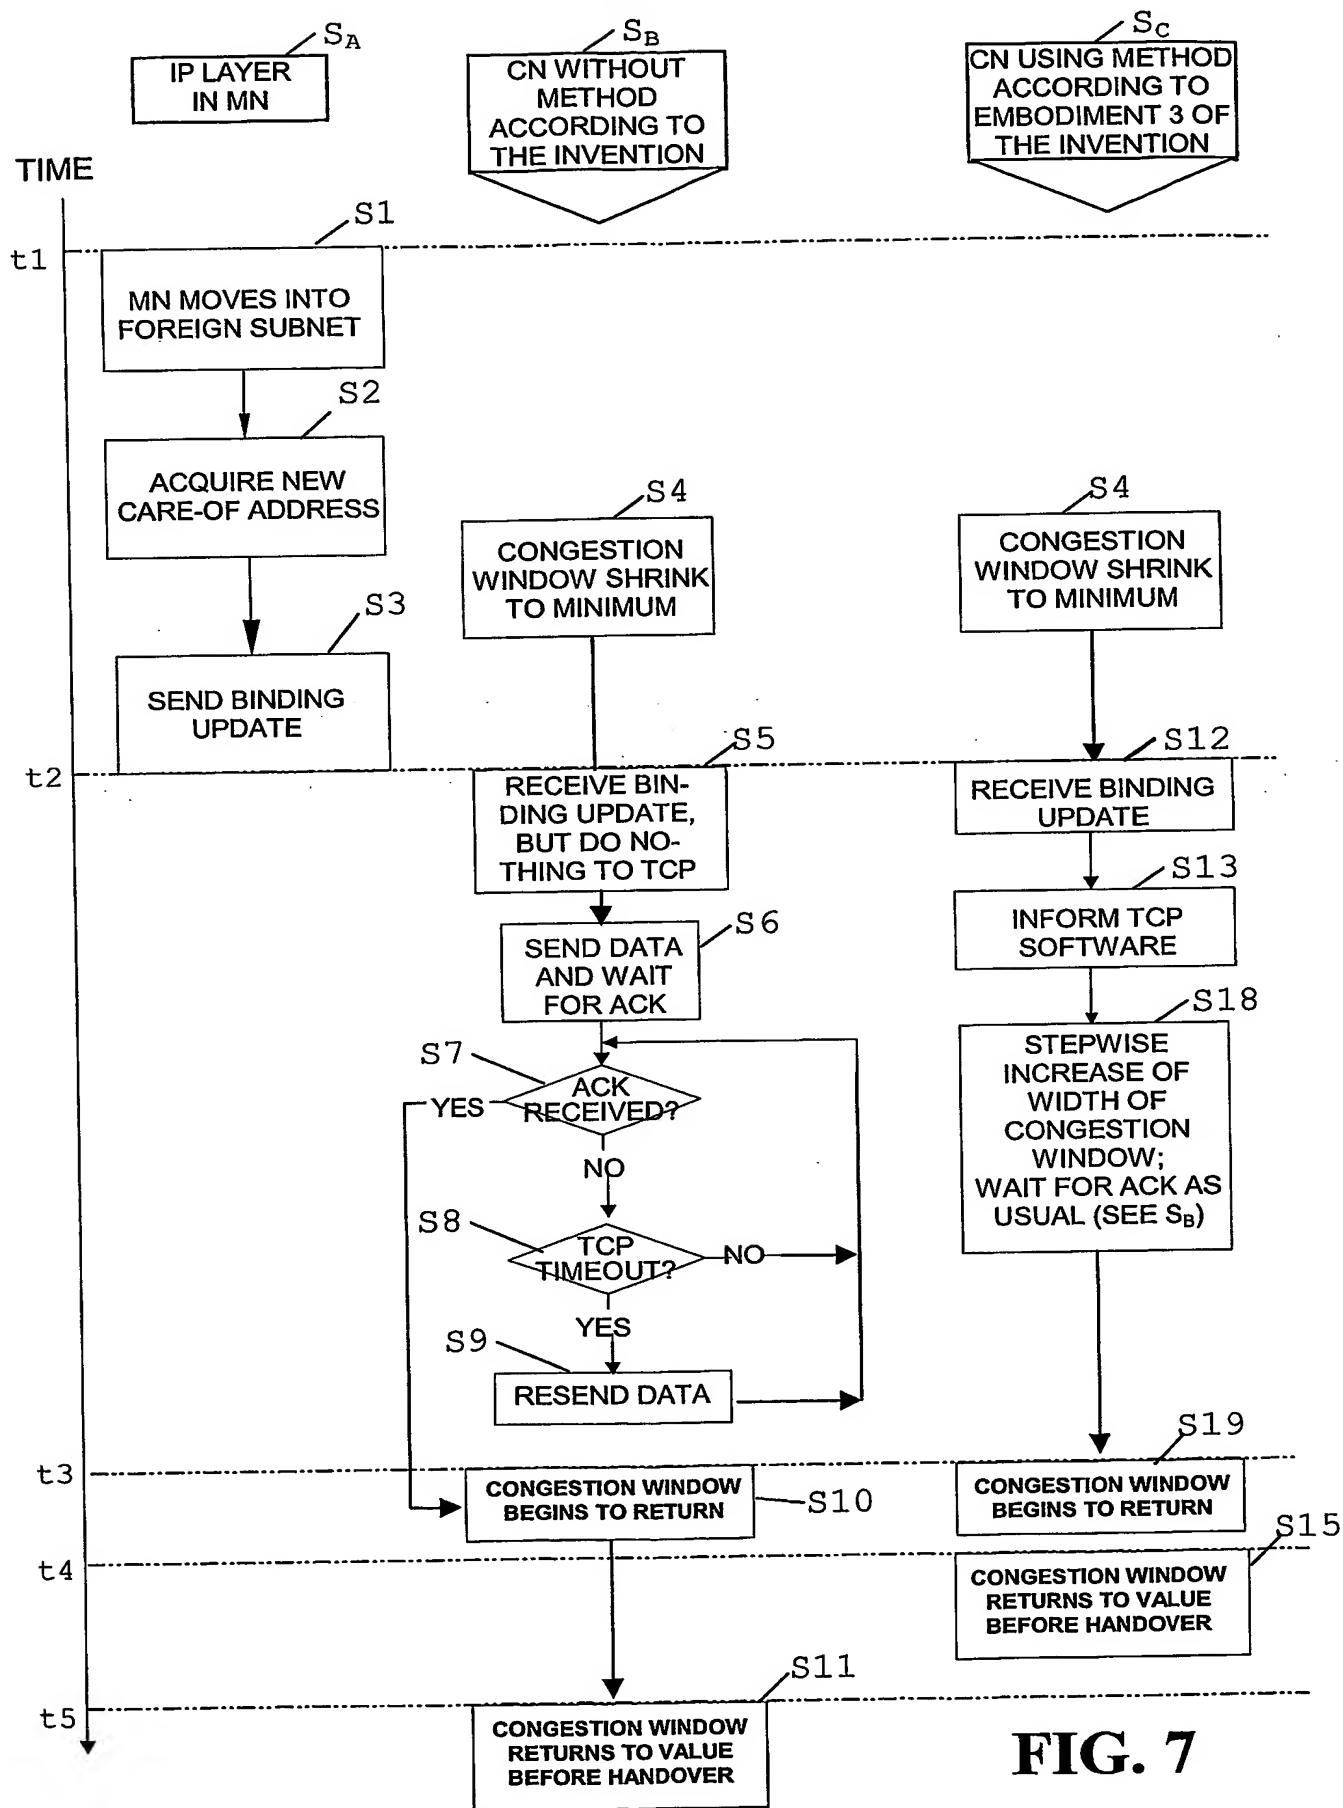 S_A
IP LAYER
IN MN
S_B
CN WITHOUT
METHOD
ACCORDING TO
THE INVENTION
S_C
CN USING METHOD
ACCORDING TO
EMBODIMENT 3 OF
THE INVENTION
TIME
t1
S1
MN MOVES INTO
FOREIGN SUBNET
S2
ACQUIRE NEW
CARE-OF ADDRESS
S3
SEND BINDING
UPDATE
S4
CONGESTION
WINDOW SHRINK
TO MINIMUM
S4
CONGESTION
WINDOW SHRINK
TO MINIMUM
t2
S5
RECEIVE BIN-
DING UPDATE,
BUT DO NO-
THING TO TCP
S12
RECEIVE BINDING
UPDATE
S6
SEND DATA
AND WAIT
FOR ACK
S13
INFORM TCP
SOFTWARE
S7
ACK
RECEIVED?
YES
NO
S8
TCP
TIMEOUT?
NO
YES
S9
RESEND DATA
S18
STEPWISE
INCREASE OF
WIDTH OF
CONGESTION
WINDOW;
WAIT FOR ACK AS
USUAL (SEE S_B)
t3
CONGESTION WINDOW
BEGINS TO RETURN
S10
S19
CONGESTION WINDOW
BEGINS TO RETURN
t4
S15
CONGESTION WINDOW
RETURNS TO VALUE
BEFORE HANDOVER
t5
S11
CONGESTION WINDOW
RETURNS TO VALUE
BEFORE HANDOVER
FIG. 7